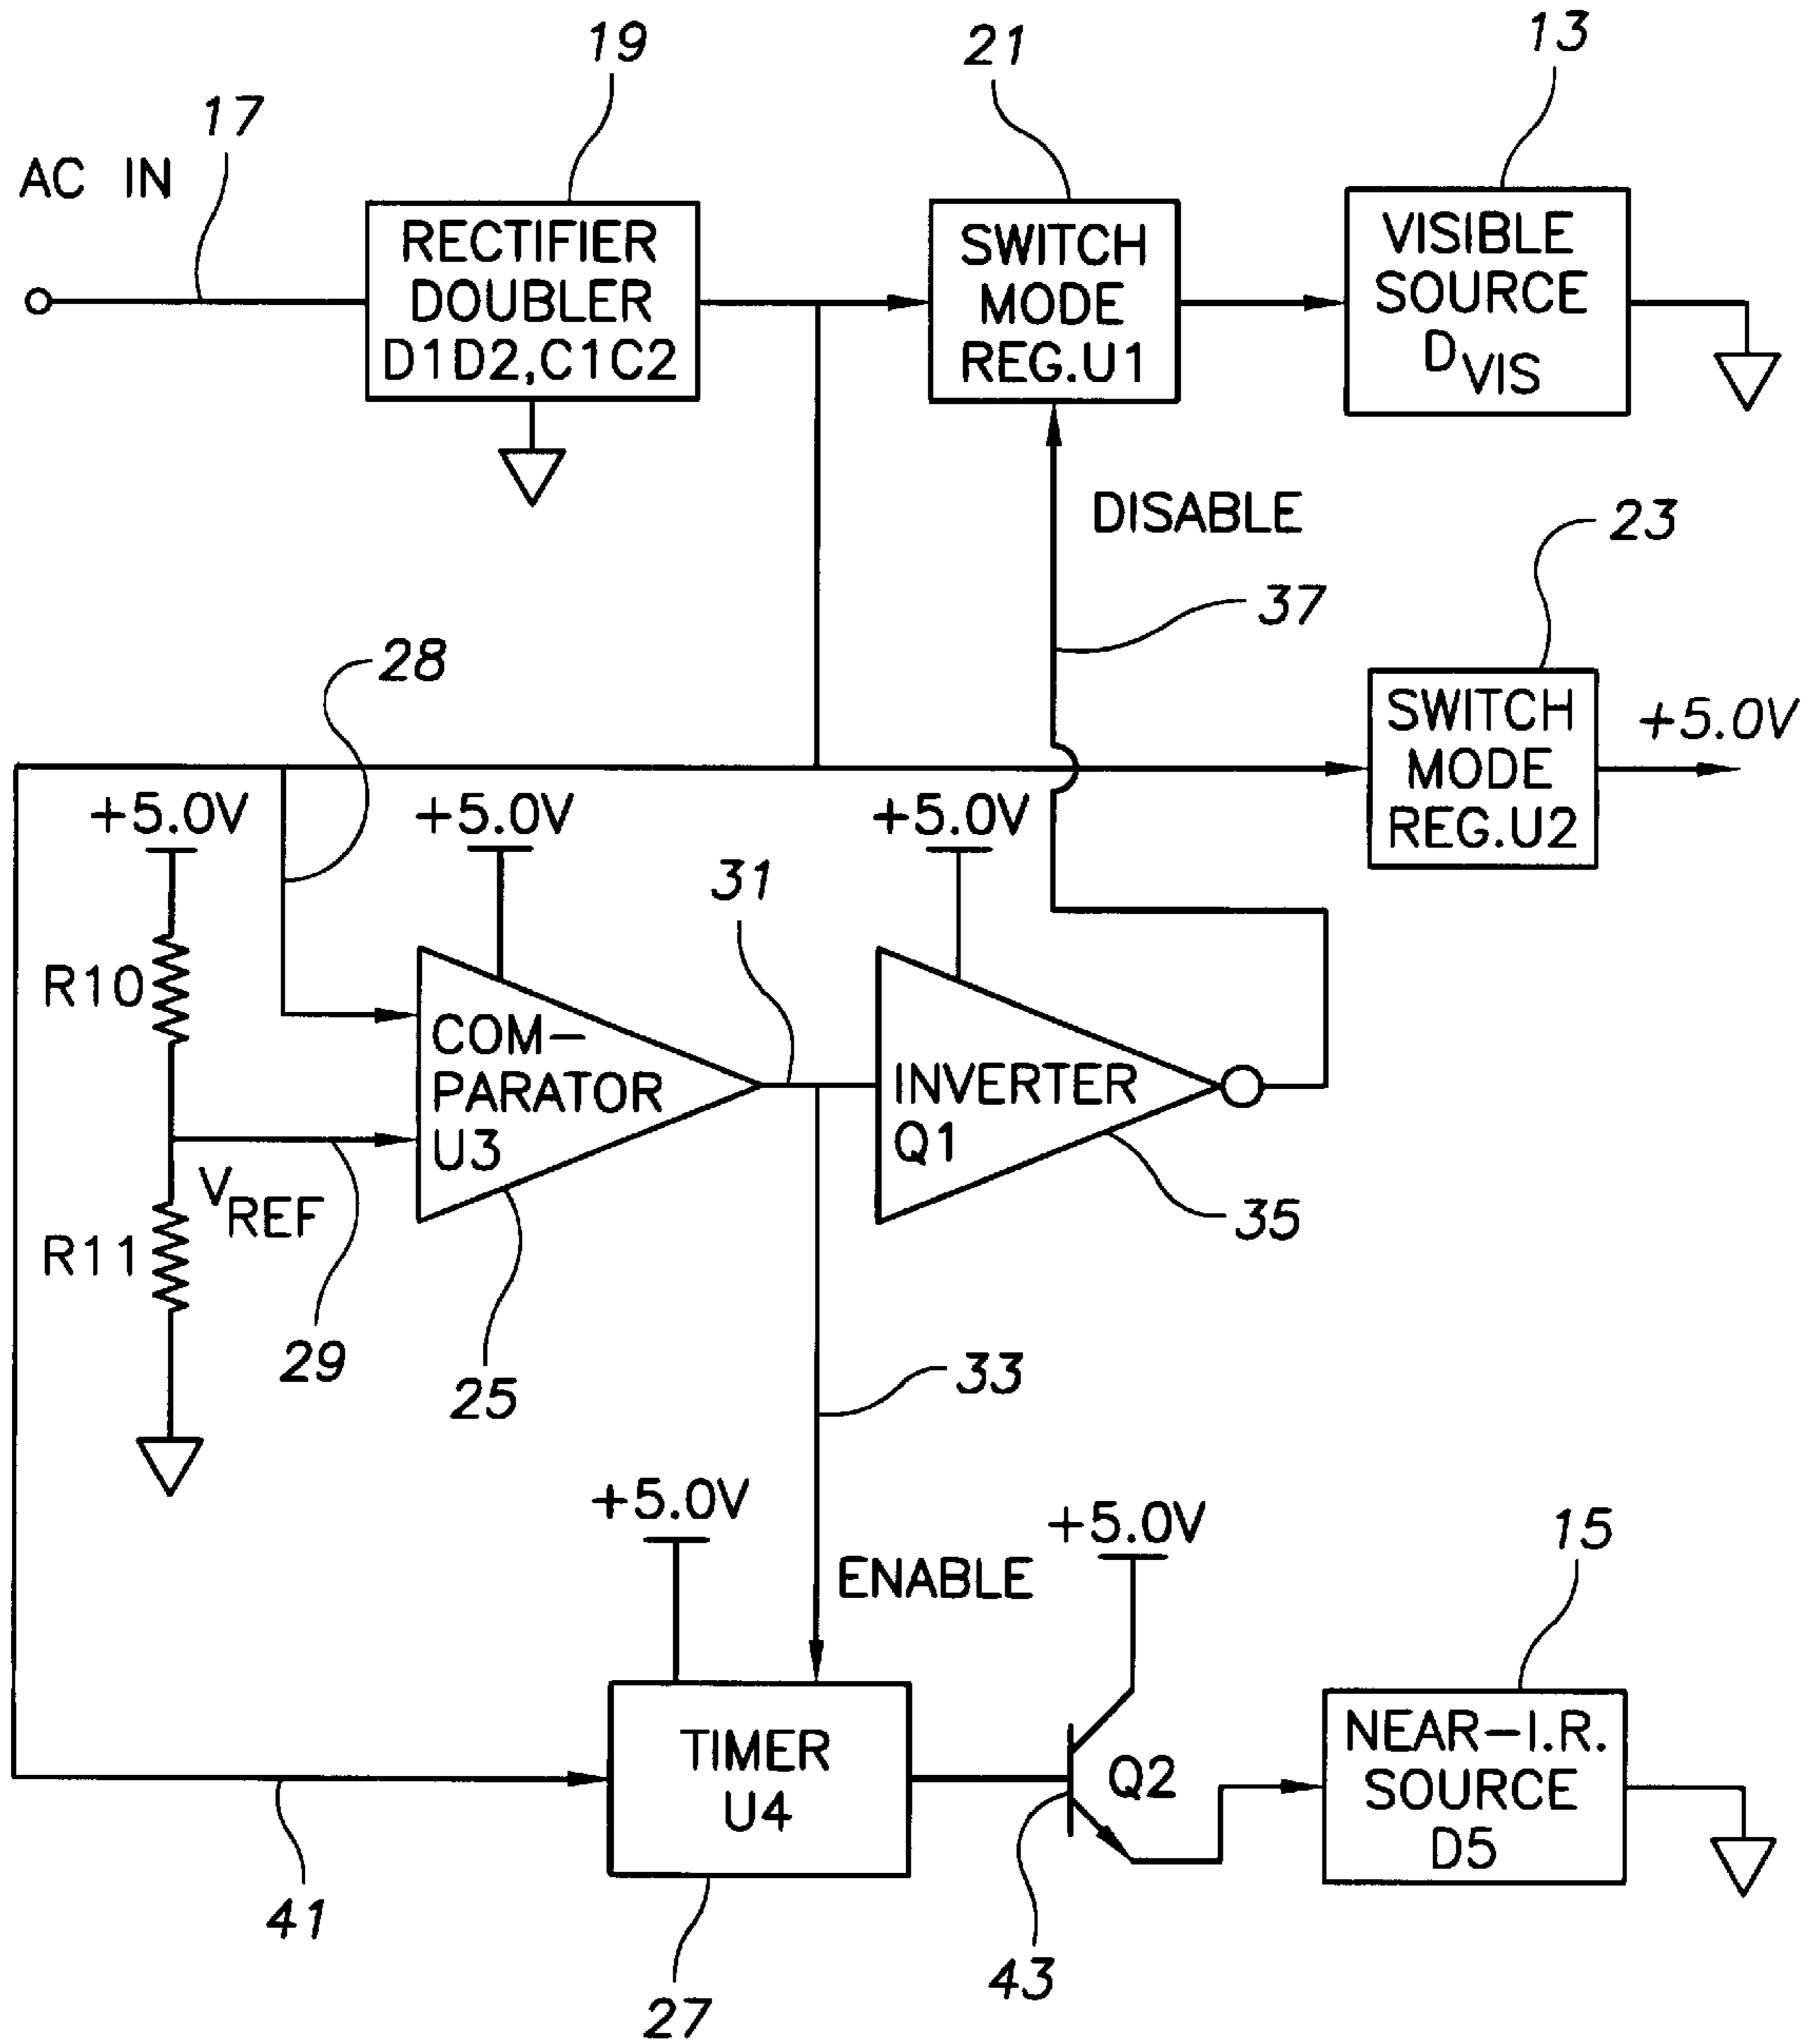 19
21
13
17
AC IN
RECTIFIER
DOUBLER
D1D2,C1C2
SWITCH
MODE
REG.U1
VISIBLE
SOURCE
DVIS
DISABLE
23
37
28
SWITCH
MODE
REG.U2
+5.0V
+5.0V
+5.0V
+5.0V
31
R10
COM-
PARATOR
U3
INVERTER
Q1
VREF
R11
35
29
25
33
+5.0V
+5.0V
15
ENABLE
TIMER
U4
Q2
NEAR-I.R.
SOURCE
D5
41
43
27